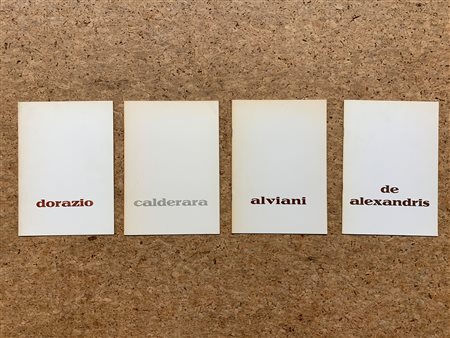 dorazio
calderara
alviani
de
alexandris